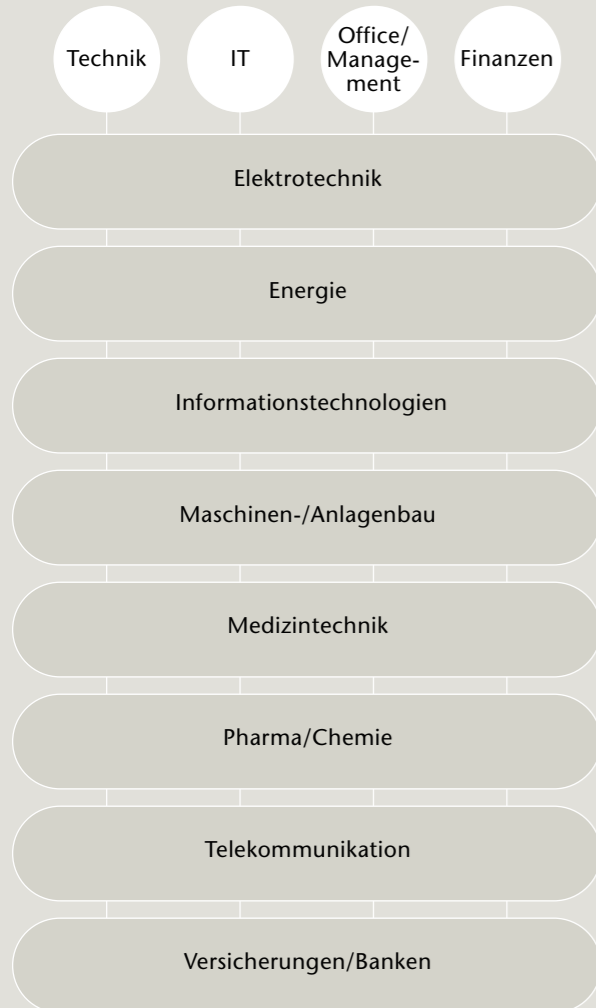 Technik
IT
Office/
Manage-
ment
Finanzen
Elektrotechnik
Energie
Informationstechnologien
Maschinen-/Anlagenbau
Medizintechnik
Pharma/Chemie
Telekommunikation
Versicherungen/Banken